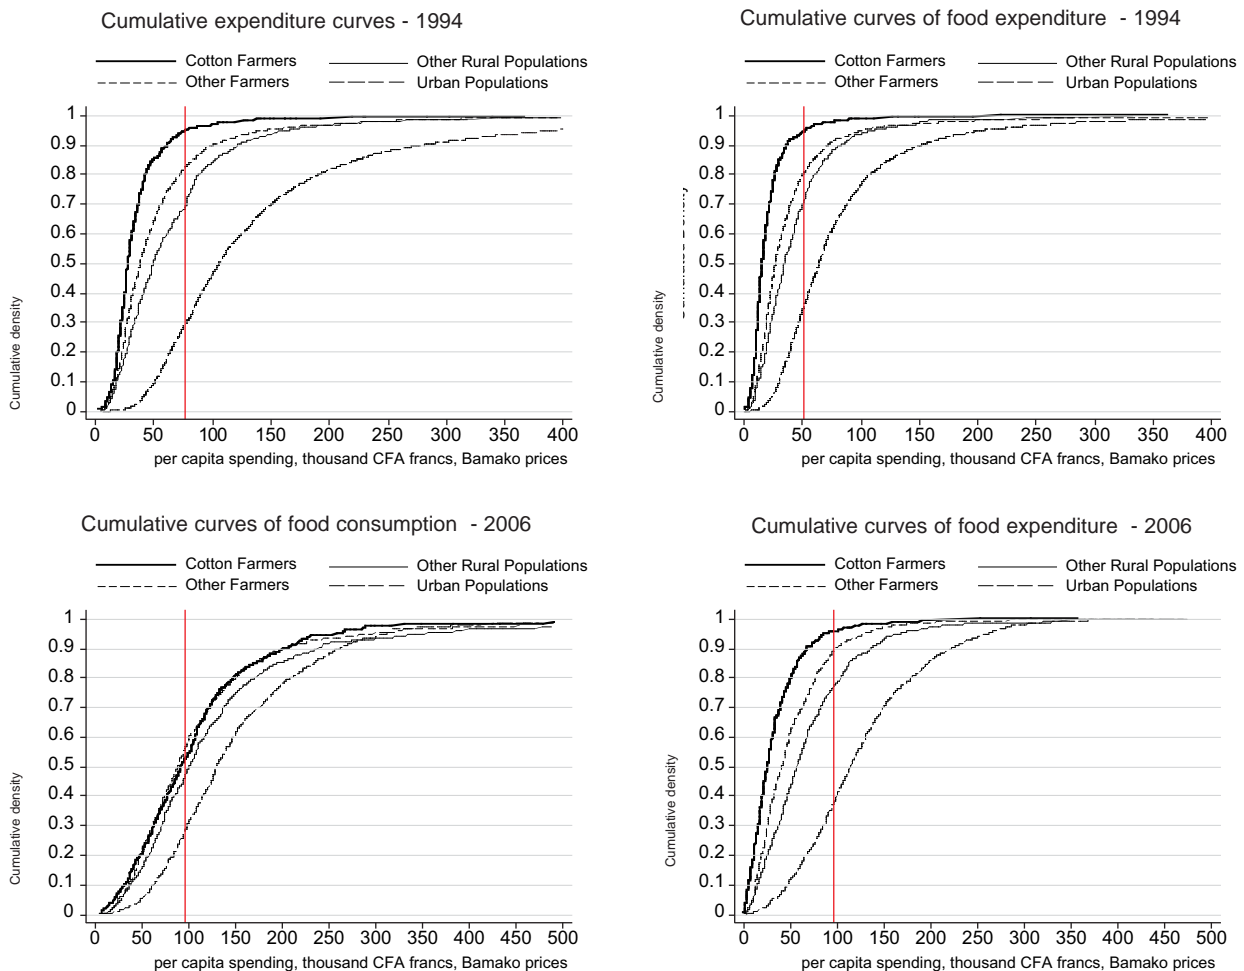 Cumulative expenditure curves - 1994
Cotton Farmers
Other Rural Populations
Other Farmers
Urban Populations
1
0.9
0.8
0.7
0.6
0.5
0.4
0.3
0.2
0.1
0
Cumulative density
0 50 100 150 200 250 300 350 400
per capita spending, thousand CFA francs, Bamako prices
Cumulative curves of food expenditure - 1994
Cotton Farmers
Other Rural Populations
Other Farmers
Urban Populations
1
0.9
0.8
0.7
0.6
0.5
0.4
0.3
0.2
0.1
0
Cumulative density
0 50 100 150 200 250 300 350 400
per capita spending, thousand CFA francs, Bamako prices
Cumulative curves of food consumption - 2006
Cotton Farmers
Other Rural Populations
Other Farmers
Urban Populations
1
0.9
0.8
0.7
0.6
0.5
0.4
0.3
0.2
0.1
0
Cumulative density
0 50 100 150 200 250 300 350 400 450 500
per capita spending, thousand CFA francs, Bamako prices
Cumulative curves of food expenditure - 2006
Cotton Farmers
Other Rural Populations
Other Farmers
Urban Populations
1
0.9
0.8
0.7
0.6
0.5
0.4
0.3
0.2
0.1
0
Cumulative density
0 50 100 150 200 250 300 350 400 450 500
per capita spending, thousand CFA francs, Bamako prices